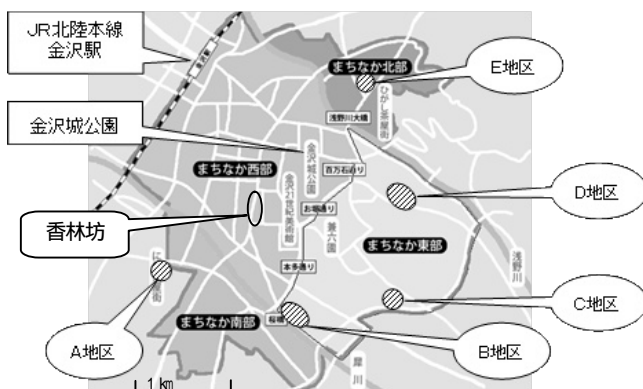 JR北陸本線
金沢駅
金沢城公園
香林坊
A地区
B地区
C地区
D地区
E地区
まちなか北部
まちなか西部
まちなか東部
まちなか南部
ひがし茶屋街
浅野川大橋
百万石通り
金沢城公園
金沢21世紀美術館
お堀通り
兼六園
本多通り
桜橋
浅野川
犀川
1 km